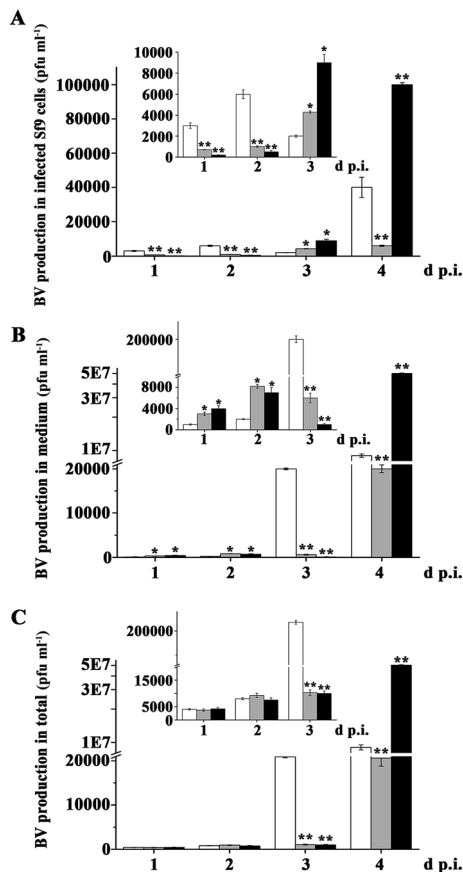 A
BV production in infected Sf9 cells (pfu ml-1)
100000
80000
60000
40000
20000
0
10000
8000
6000
4000
2000
0
** **
** **
* *
1 2 3 d p.i.
** **
** **
* *
** **
1 2 3 4 d p.i.
B
BV production in medium (pfu ml-1)
5E7
3E7
1E7
20000
10000
0
200000
8000
4000
0
* *
* *
** **
1 2 3 d p.i.
* *
* *
** **
** **
1 2 3 4 d p.i.
C
BV production in total (pfu ml-1)
5E7
3E7
1E7
20000
10000
0
200000
15000
10000
5000
0
** **
1 2 3 d p.i.
** **
** **
1 2 3 4 d p.i.